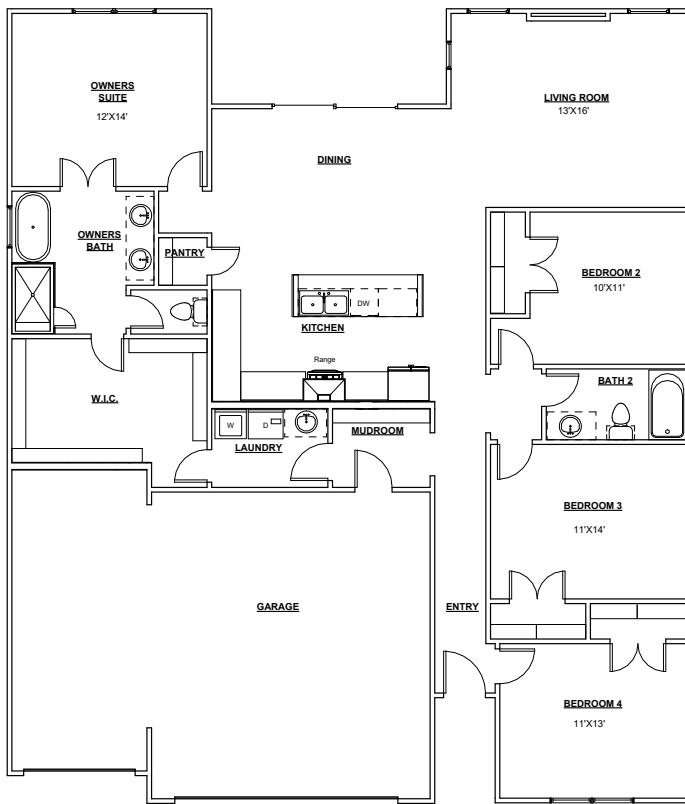 OWNERS
SUITE
12'X14'
LIVING ROOM
13'X16'
DINING
OWNERS
BATH
PANTRY
BEDROOM 2
10'X11'
DW
KITCHEN
Range
BATH 2
W.I.C.
W
D
LAUNDRY
MUDROOM
BEDROOM 3
11'X14'
GARAGE
ENTRY
BEDROOM 4
11'X13'